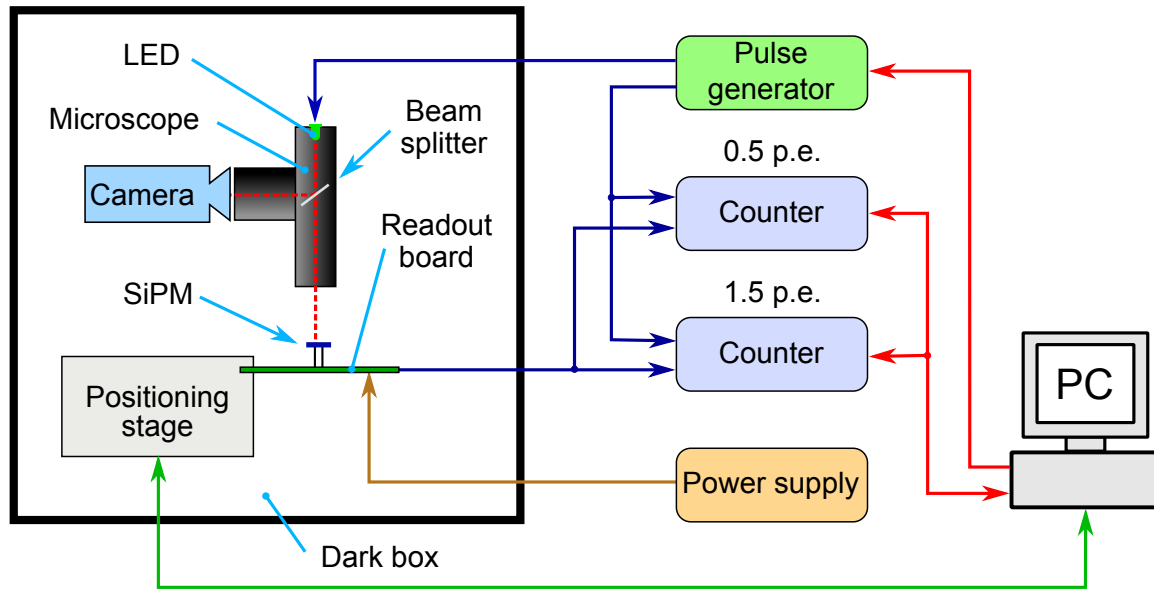 LED
Microscope
Beam
splitter
Camera
Readout
board
SiPM
Positioning
stage
Dark box
Pulse
generator
0.5 p.e.
Counter
1.5 p.e.
Counter
Power supply
PC